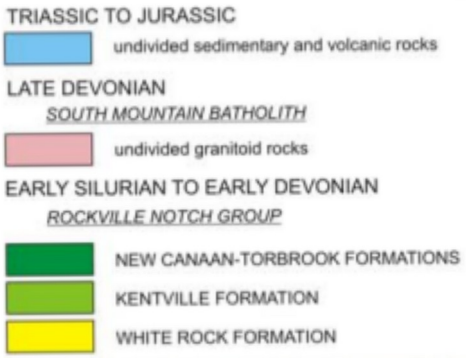 TRIASSIC TO JURASSIC
undivided sedimentary and volcanic rocks
LATE DEVONIAN
SOUTH MOUNTAIN BATHOLITH
undivided granitoid rocks
EARLY SILURIAN TO EARLY DEVONIAN
ROCKVILLE NOTCH GROUP
NEW CANAAN-TORBROOK FORMATIONS
KENTVILLE FORMATION
WHITE ROCK FORMATION